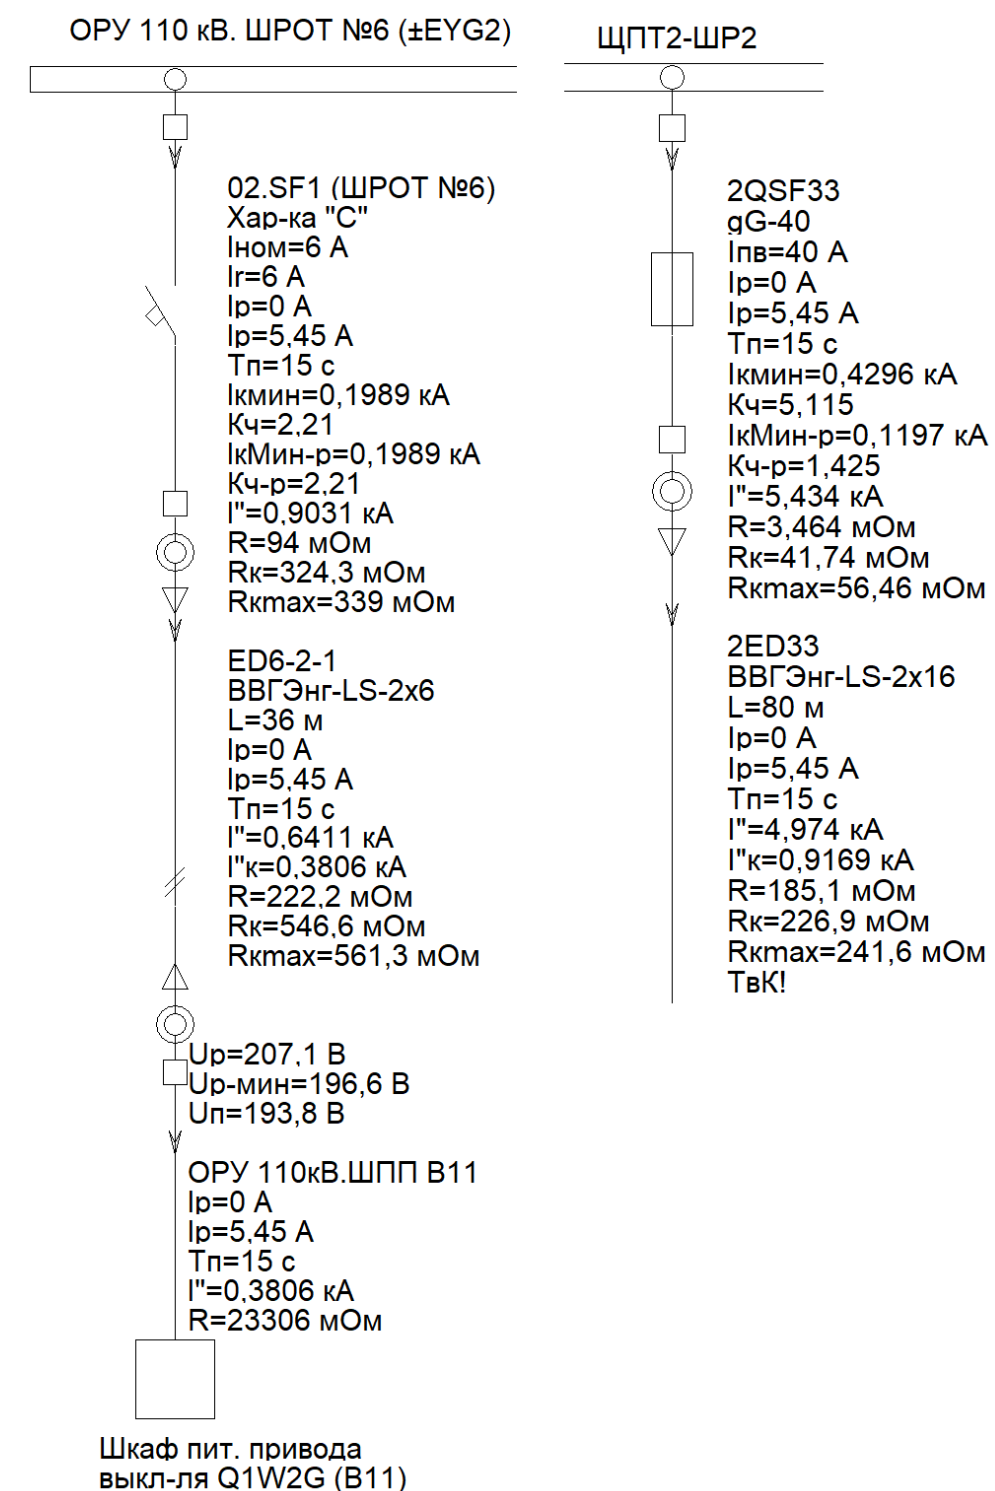 ОРУ 110 кВ. ШРОТ №6 (±EYG2)
02.SF1 (ШРОТ №6)
Хар-ка "С"
Iном=6 А
Ir=6 А
Iр=0 А
Iр=5,45 А
Тп=15 с
Iкмин=0,1989 кА
Кч=2,21
IкМин-р=0,1989 кА
Кч-р=2,21
I"=0,9031 кА
R=94 мОм
Rк=324,3 мОм
Rкmax=339 мОм
ED6-2-1
ВВГЭнг-LS-2x6
L=36 м
Iр=0 А
Iр=5,45 А
Тп=15 с
I"=0,6411 кА
I"к=0,3806 кА
R=222,2 мОм
Rк=546,6 мОм
Rкmax=561,3 мОм
Uр=207,1 В
Uр-мин=196,6 В
Uп=193,8 В
ОРУ 110кВ.ШПП В11
Iр=0 А
Iр=5,45 А
Тп=15 с
I"=0,3806 кА
R=23306 мОм
Шкаф пит. привода
выкл-ля Q1W2G (В11)
ЩПТ2-ШР2
2QSF33
gG-40
Iпв=40 А
Iр=0 А
Iр=5,45 А
Тп=15 с
Iкмин=0,4296 кА
Кч=5,115
IкМин-р=0,1197 кА
Кч-р=1,425
I"=5,434 кА
R=3,464 мОм
Rк=41,74 мОм
Rкmax=56,46 мОм
2ED33
ВВГЭнг-LS-2x16
L=80 м
Iр=0 А
Iр=5,45 А
Тп=15 с
I"=4,974 кА
I"к=0,9169 кА
R=185,1 мОм
Rк=226,9 мОм
Rкmax=241,6 мОм
ТвК!